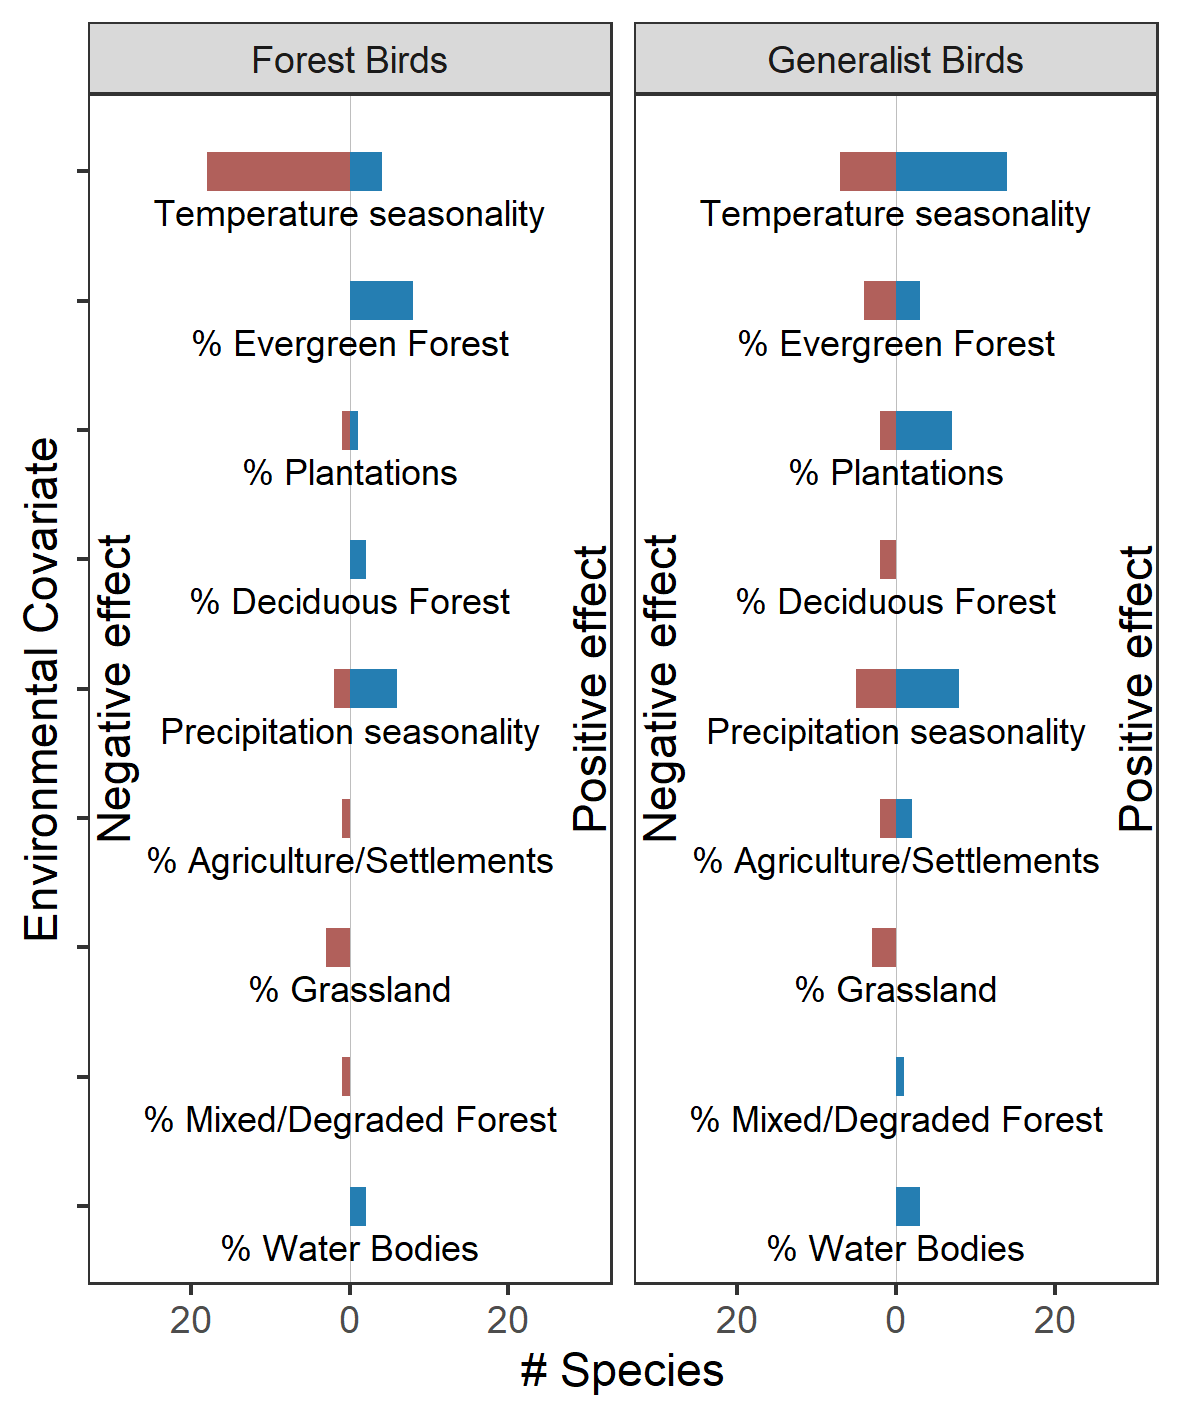 Forest Birds
Generalist Birds
Environmental Covariate
Negative effect
Temperature seasonality
% Evergreen Forest
% Plantations
% Deciduous Forest
Precipitation seasonality
% Agriculture/Settlements
% Grassland
% Mixed/Degraded Forest
% Water Bodies
Positive effect
Negative effect
Temperature seasonality
% Evergreen Forest
% Plantations
% Deciduous Forest
Precipitation seasonality
% Agriculture/Settlements
% Grassland
% Mixed/Degraded Forest
% Water Bodies
Positive effect
20 0 20
20 0 20
# Species